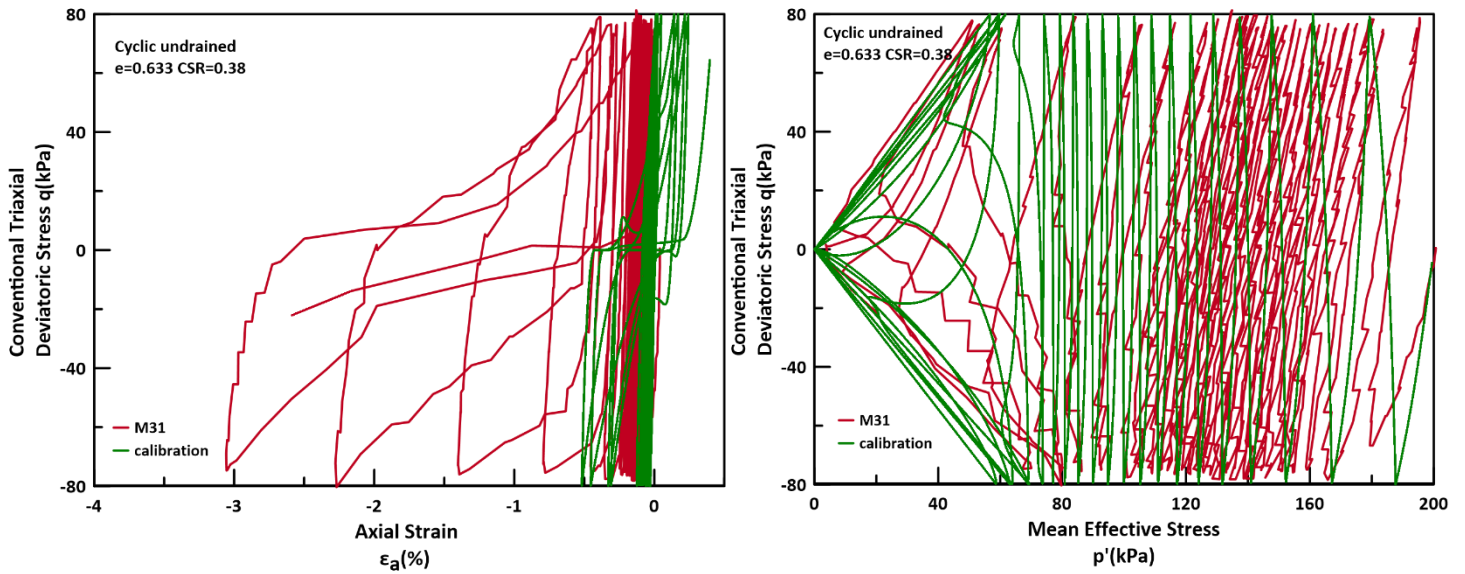 80
40
0
-40
-80
Conventional Triaxial
Deviatoric Stress q(kPa)
Cyclic undrained
e=0.633 CSR=0.38
M31
calibration
-4
-3
-2
-1
0
Axial Strain
εa(%)
80
40
0
-40
-80
Conventional Triaxial
Deviatoric Stress q(kPa)
Cyclic undrained
e=0.633 CSR=0.38
M31
calibration
0
40
80
120
160
200
Mean Effective Stress
p'(kPa)